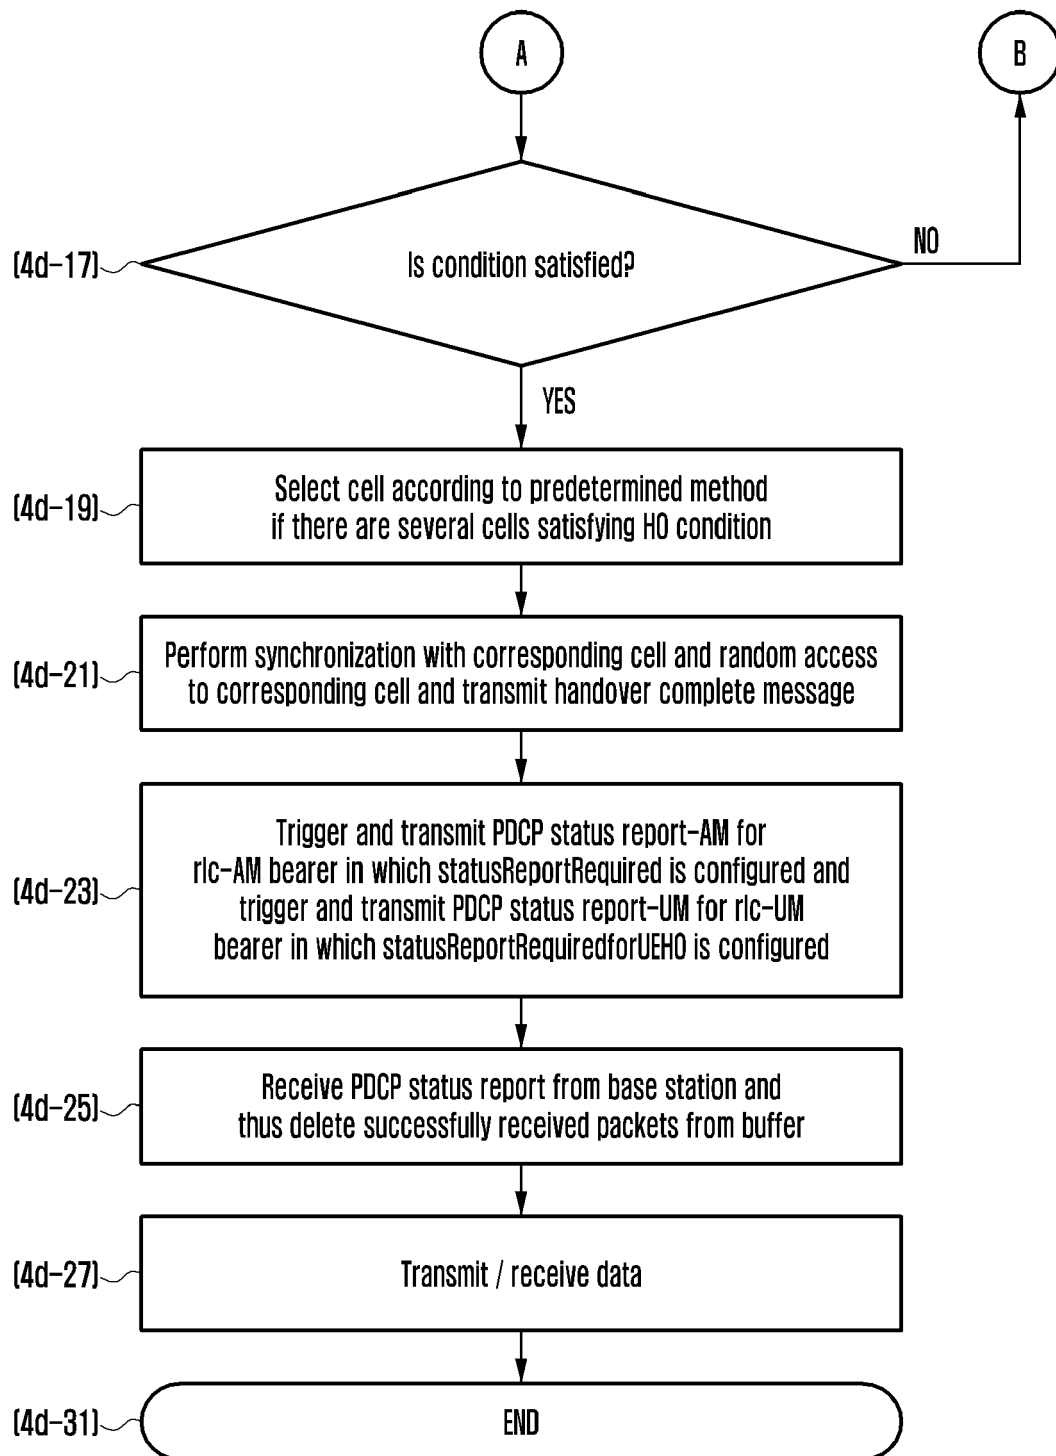 A
B
(4d-17)
Is condition satisfied?
NO
YES
(4d-19)
Select cell according to predetermined method
if there are several cells satisfying HO condition
(4d-21)
Perform synchronization with corresponding cell and random access
to corresponding cell and transmit handover complete message
(4d-23)
Trigger and transmit PDCP status report-AM for
rlc-AM bearer in which statusReportRequired is configured and
trigger and transmit PDCP status report-UM for rlc-UM
bearer in which statusReportRequiredforUEHO is configured
(4d-25)
Receive PDCP status report from base station and
thus delete successfully received packets from buffer
(4d-27)
Transmit / receive data
(4d-31)
END